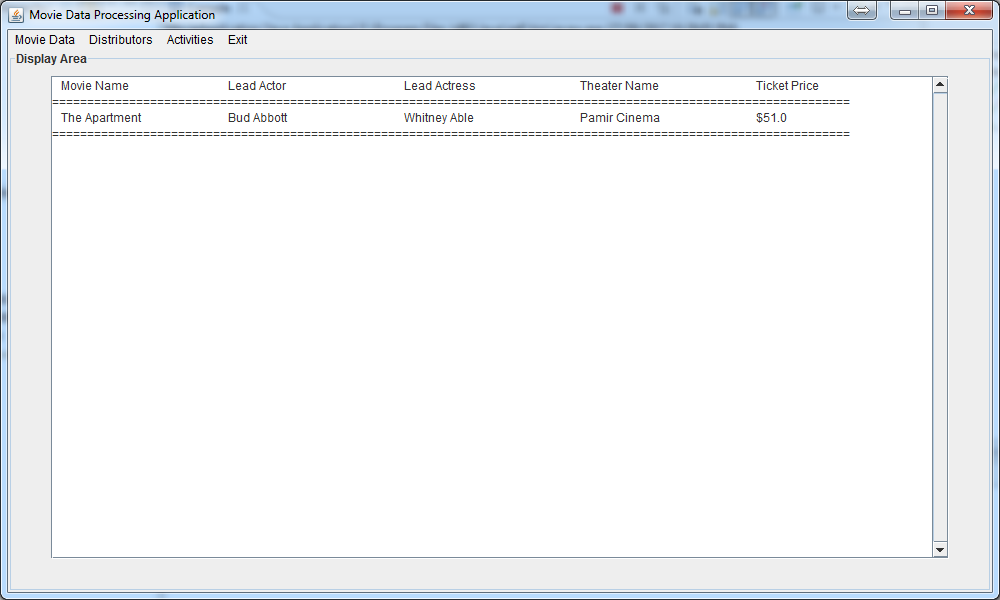 Movie Data Processing Application
Movie Data Distributors Activities Exit
Display Area
Movie Name Lead Actor Lead Actress Theater Name Ticket Price
==================================================================================================================
The Apartment Bud Abbott Whitney Able Pamir Cinema $51.0
==================================================================================================================